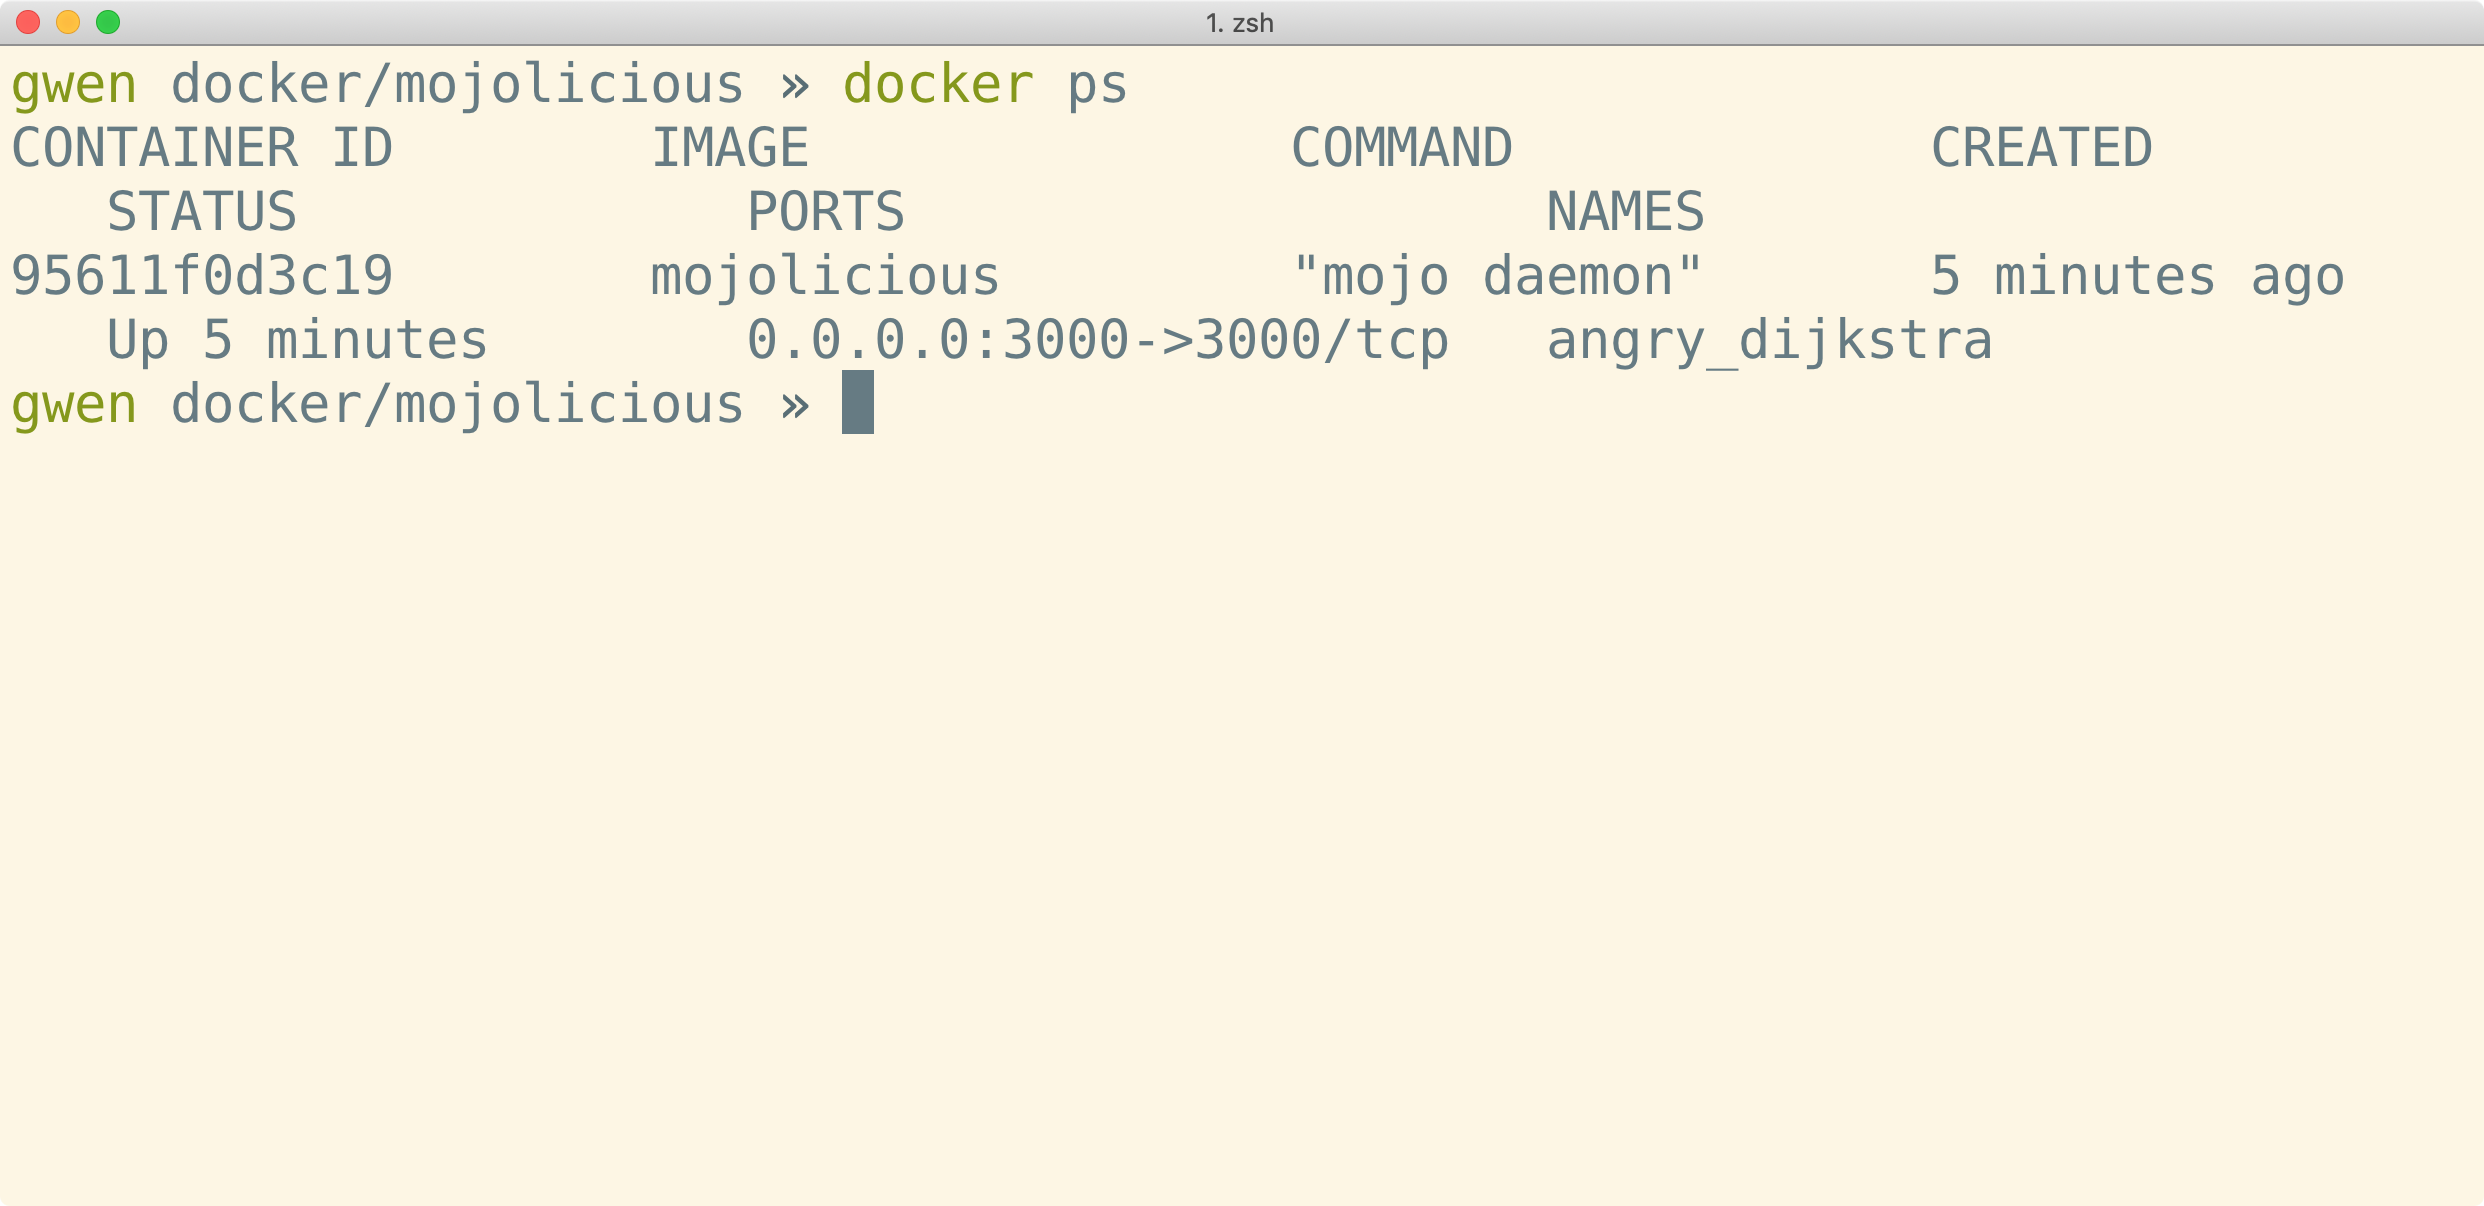 1. zsh
gwen docker/mojolicious » docker ps
CONTAINER ID        IMAGE               COMMAND             CREATED
   STATUS              PORTS                    NAMES
95611f0d3c19        mojolicious         "mojo daemon"       5 minutes ago
   Up 5 minutes        0.0.0.0:3000->3000/tcp   angry_dijkstra
gwen docker/mojolicious »